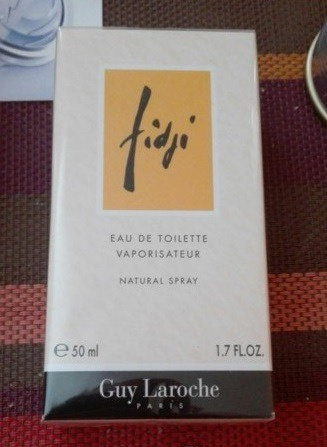 fidji
EAU DE TOILETTE
VAPORISATEUR
NATURAL SPRAY
℮ 50 ml 1.7 FL.OZ.
Guy Laroche
PARIS